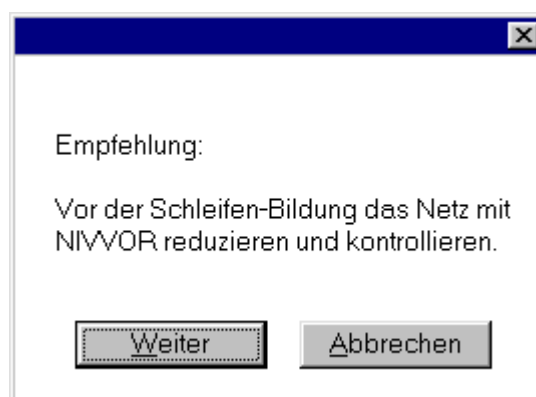 Empfehlung:
Vor der Schleifen-Bildung das Netz mit
NIVVOR reduzieren und kontrollieren.
Weiter
Abbrechen